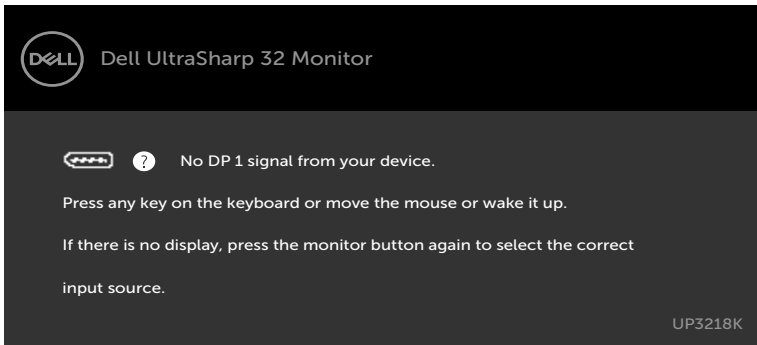 DELL Dell UltraSharp 32 Monitor
? No DP 1 signal from your device.
Press any key on the keyboard or move the mouse or wake it up.
If there is no display, press the monitor button again to select the correct
input source.
UP3218K